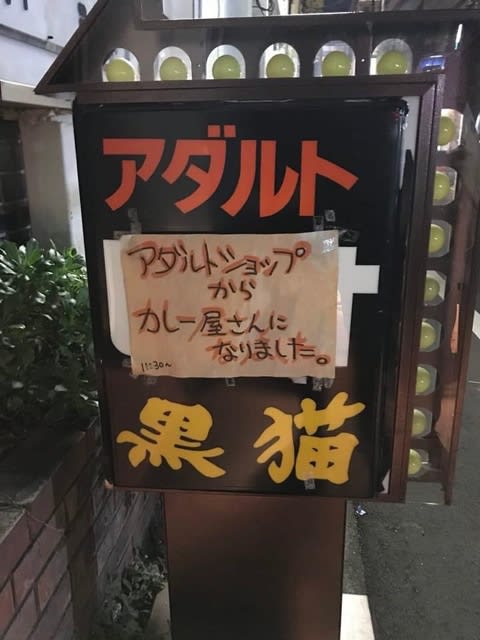 アダルト
アダルトショップ
から
カレー屋さんに
なりました。
11:30〜
黒猫